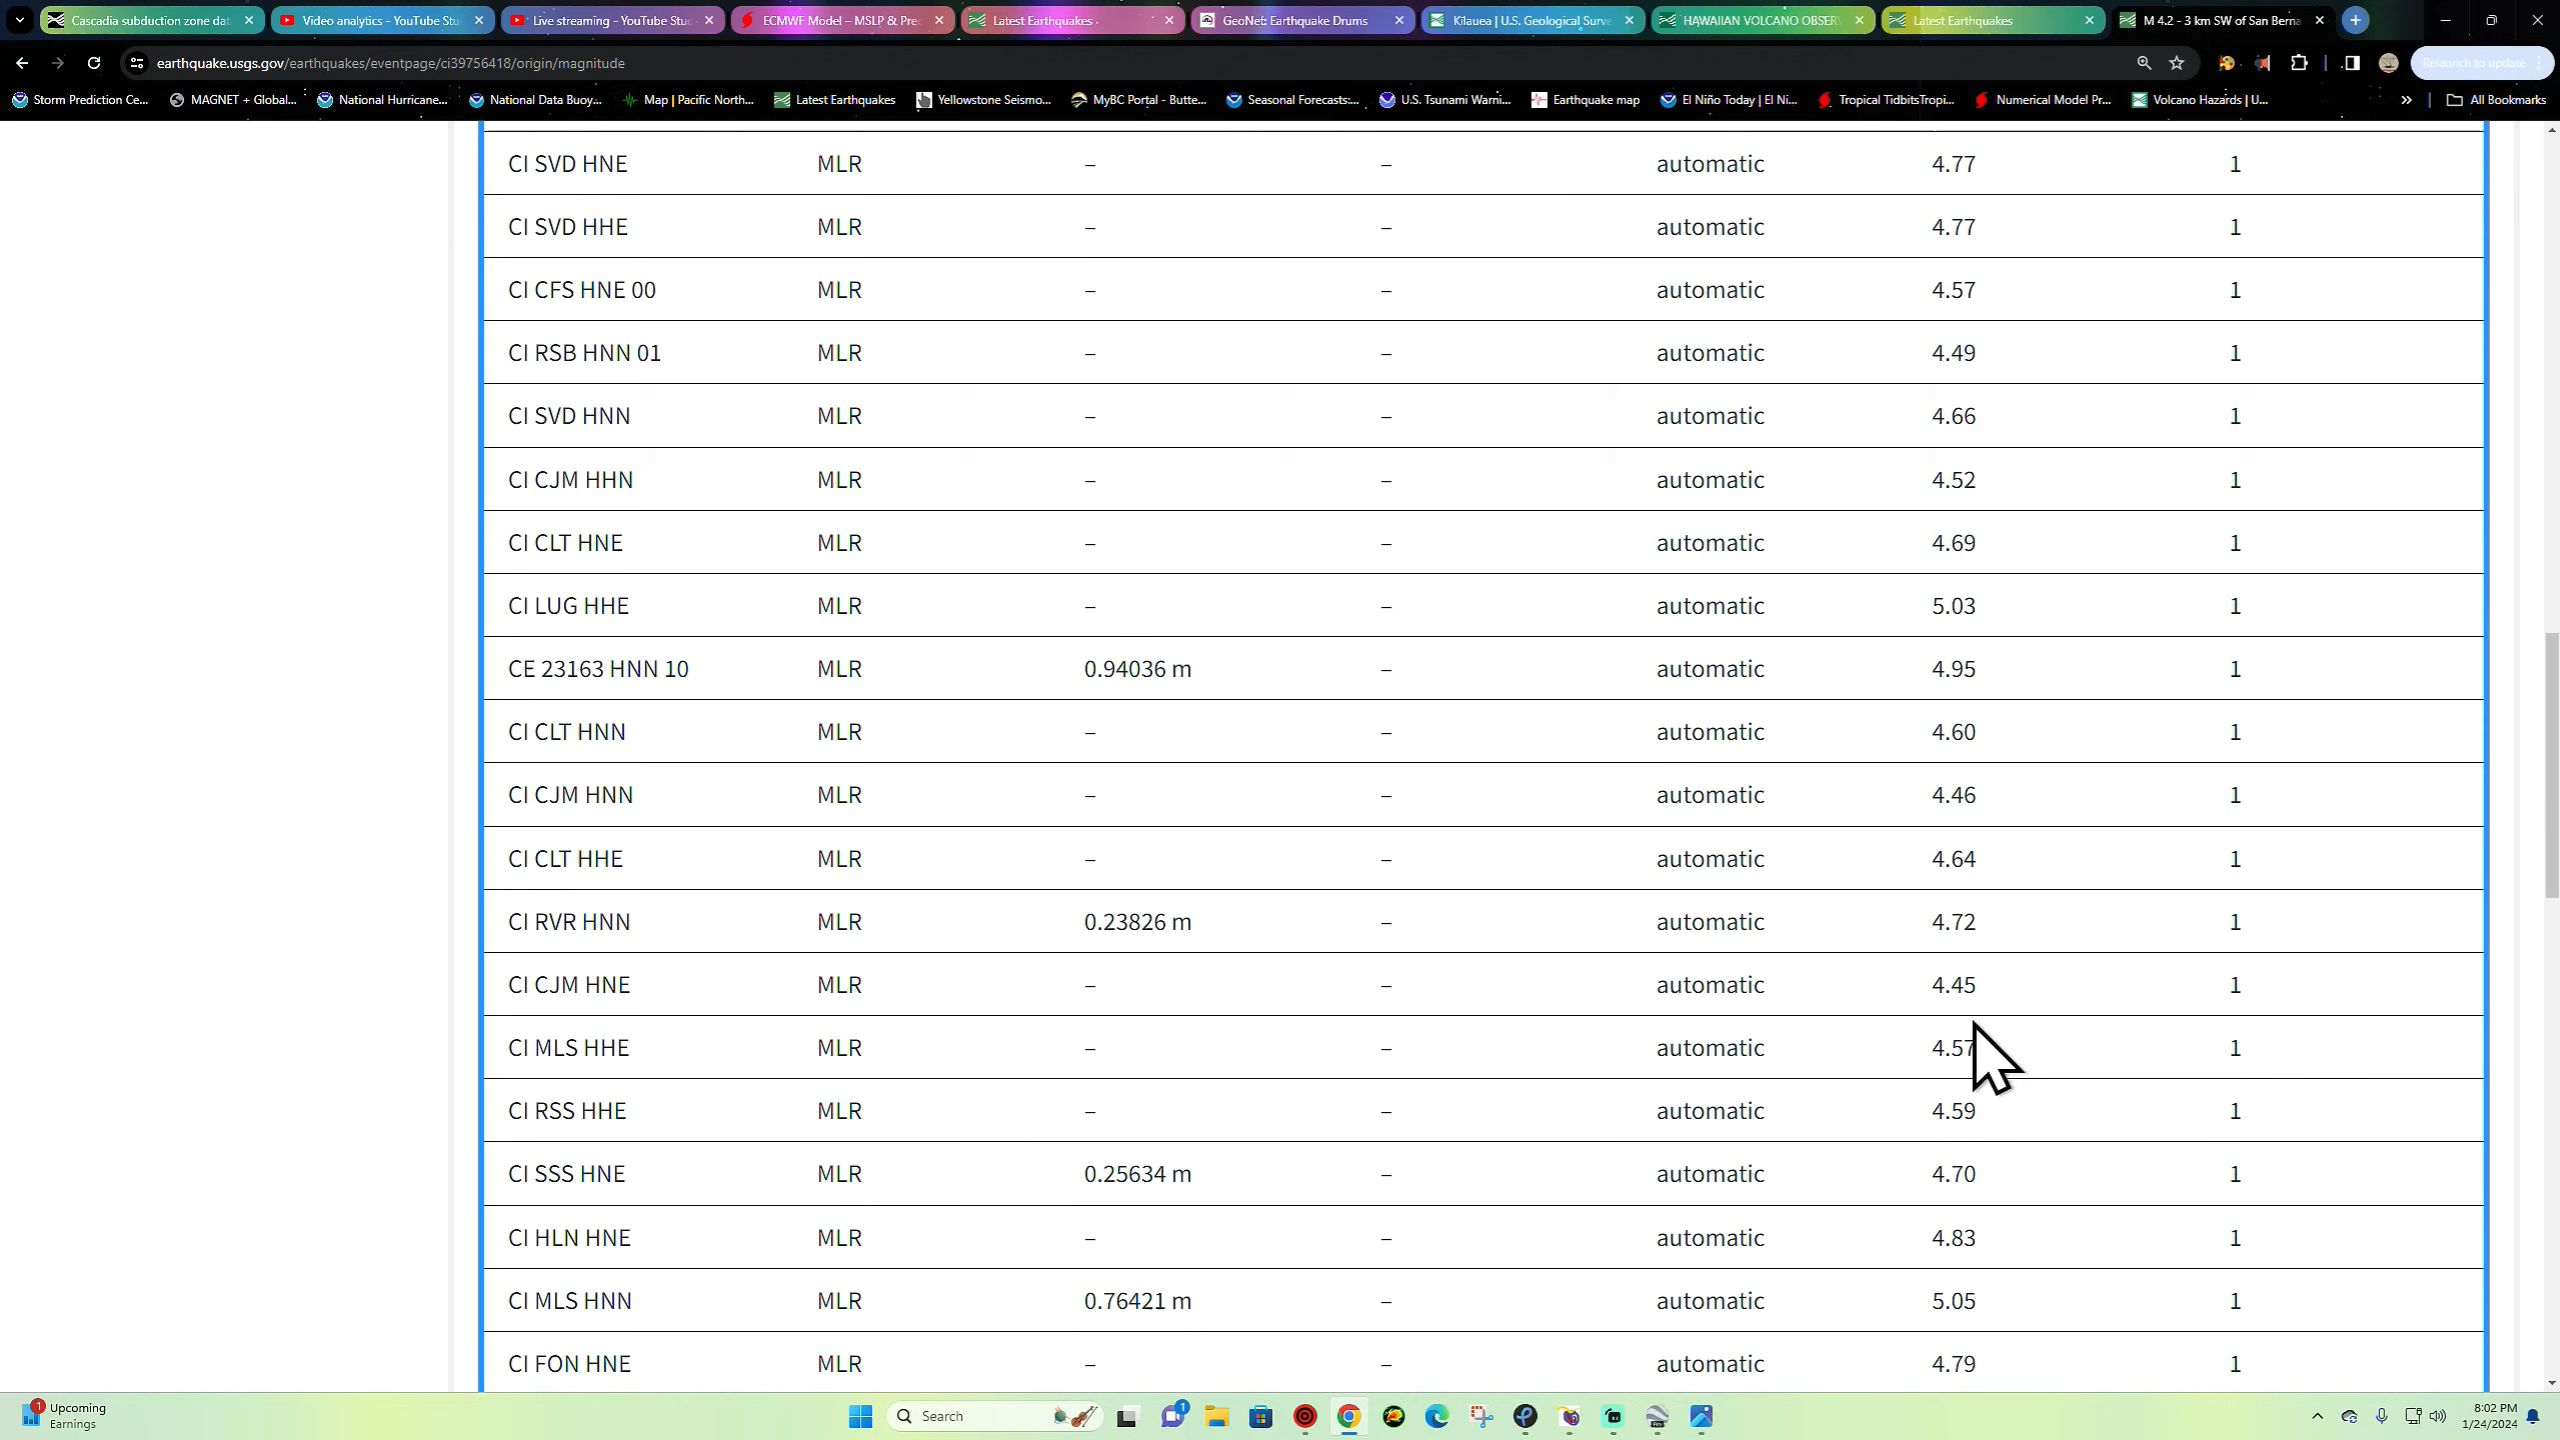 Cascadia subduction zone dat
Video analytics - YouTube Stu
Live streaming - YouTube Stud
ECMWF Model – MSLP & Prec
Latest Earthquakes
GeoNet: Earthquake Drums
Kilauea | U.S. Geological Surve
HAWAIIAN VOLCANO OBSER
Latest Earthquakes
M 4.2 - 3 km SW of San Berna
earthquake.usgs.gov/earthquakes/eventpage/ci39756418/origin/magnitude
Relaunch to update
Storm Prediction Ce...
MAGNET + Global...
National Hurricane...
National Data Buoy...
Map | Pacific North...
Latest Earthquakes
Yellowstone Seismo...
MyBC Portal - Butte...
Seasonal Forecasts:...
U.S. Tsunami Warni...
Earthquake map
El Niño Today | El Ni...
Tropical TidbitsTropi...
Numerical Model Pr...
Volcano Hazards | U...
All Bookmarks
CI SVD HNE MLR – – automatic 4.77 1
CI SVD HHE MLR – – automatic 4.77 1
CI CFS HNE 00 MLR – – automatic 4.57 1
CI RSB HNN 01 MLR – – automatic 4.49 1
CI SVD HNN MLR – – automatic 4.66 1
CI CJM HHN MLR – – automatic 4.52 1
CI CLT HNE MLR – – automatic 4.69 1
CI LUG HHE MLR – – automatic 5.03 1
CE 23163 HNN 10 MLR 0.94036 m – automatic 4.95 1
CI CLT HNN MLR – – automatic 4.60 1
CI CJM HNN MLR – – automatic 4.46 1
CI CLT HHE MLR – – automatic 4.64 1
CI RVR HNN MLR 0.23826 m – automatic 4.72 1
CI CJM HNE MLR – – automatic 4.45 1
CI MLS HHE MLR – – automatic 4.57 1
CI RSS HHE MLR – – automatic 4.59 1
CI SSS HNE MLR 0.25634 m – automatic 4.70 1
CI HLN HNE MLR – – automatic 4.83 1
CI MLS HNN MLR 0.76421 m – automatic 5.05 1
CI FON HNE MLR – – automatic 4.79 1
1
Upcoming
Earnings
Search
1
8:02 PM
1/24/2024